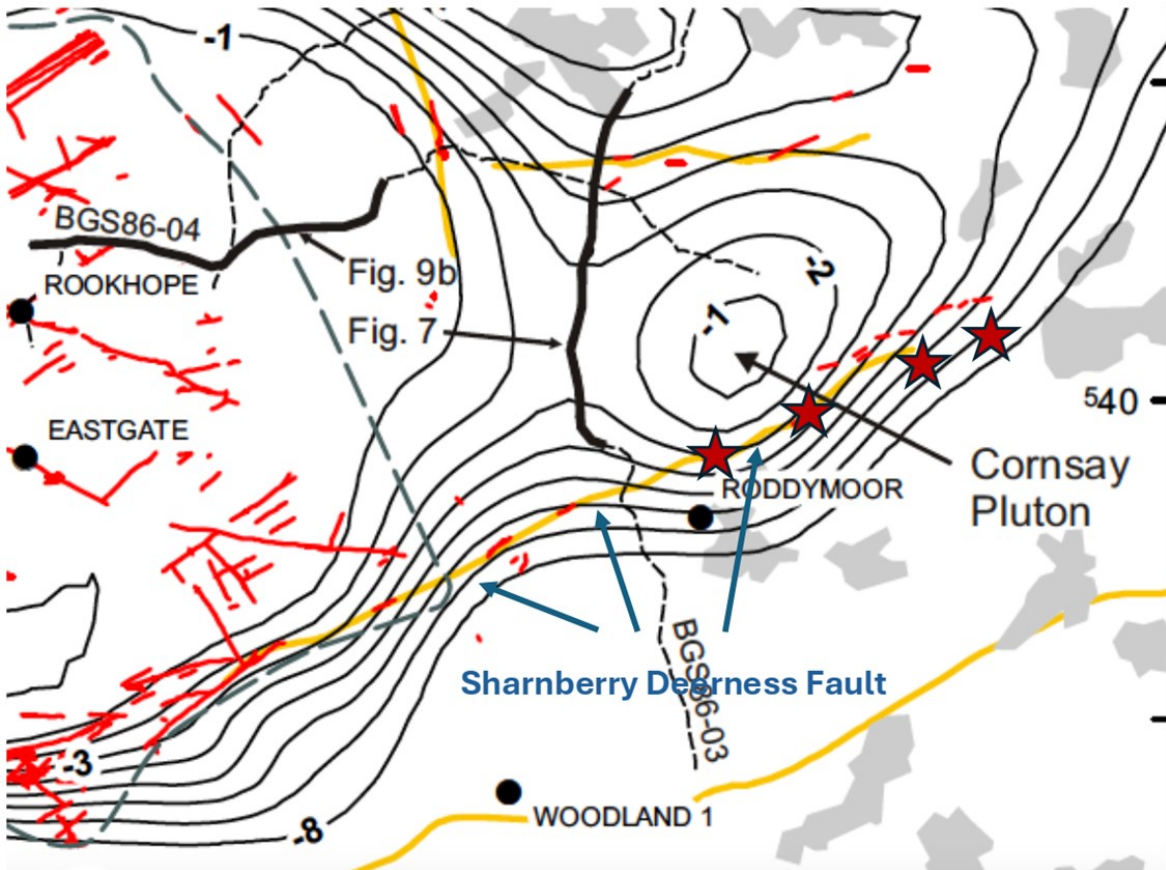 -1
BGS86-04
ROOKHOPE
Fig. 9b
-2
-1
Fig. 7
540
EASTGATE
Cornsay
Pluton
RODDYMOOR
BGS86-03
Sharnberry Deerness Fault
-3
WOODLAND 1
-8